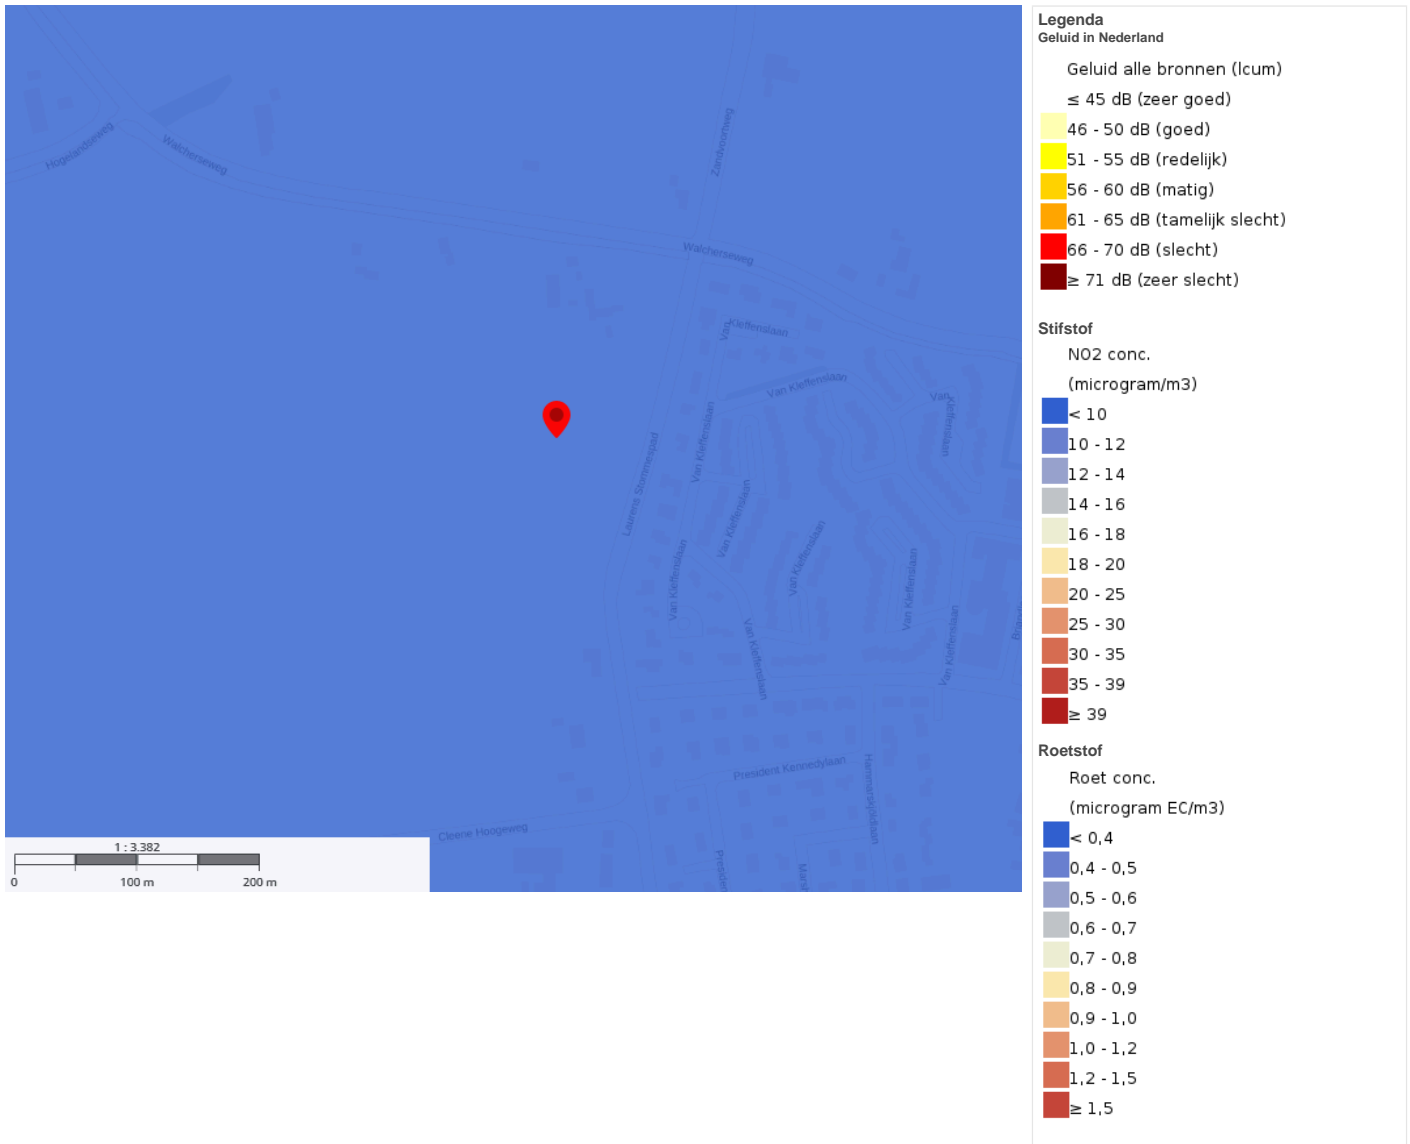 Hogelandseweg
Walcherseweg
Zandvoortweg
Walcherseweg
Van
Kleffenslaan
Van Kleffenslaan
Van
Kleffenslaan
Van Kleffenslaan
Laurens Stommespad
Van Kleffenslaan
Van Kleffenslaan
Van Kleffenslaan
Van Kleffenslaan
Van Kleffenslaan
Van Kleffenslaan
President Kennedylaan
Hammarskjoldlaan
Cleene Hoogeweg
1 : 3.382
0 100 m 200 m
Legenda
Geluid in Nederland
Geluid alle bronnen (lcum)
≤ 45 dB (zeer goed)
46 - 50 dB (goed)
51 - 55 dB (redelijk)
56 - 60 dB (matig)
61 - 65 dB (tamelijk slecht)
66 - 70 dB (slecht)
≥ 71 dB (zeer slecht)
Stifstof
NO2 conc.
(microgram/m3)
< 10
10 - 12
12 - 14
14 - 16
16 - 18
18 - 20
20 - 25
25 - 30
30 - 35
35 - 39
≥ 39
Roetstof
Roet conc.
(microgram EC/m3)
< 0,4
0,4 - 0,5
0,5 - 0,6
0,6 - 0,7
0,7 - 0,8
0,8 - 0,9
0,9 - 1,0
1,0 - 1,2
1,2 - 1,5
≥ 1,5